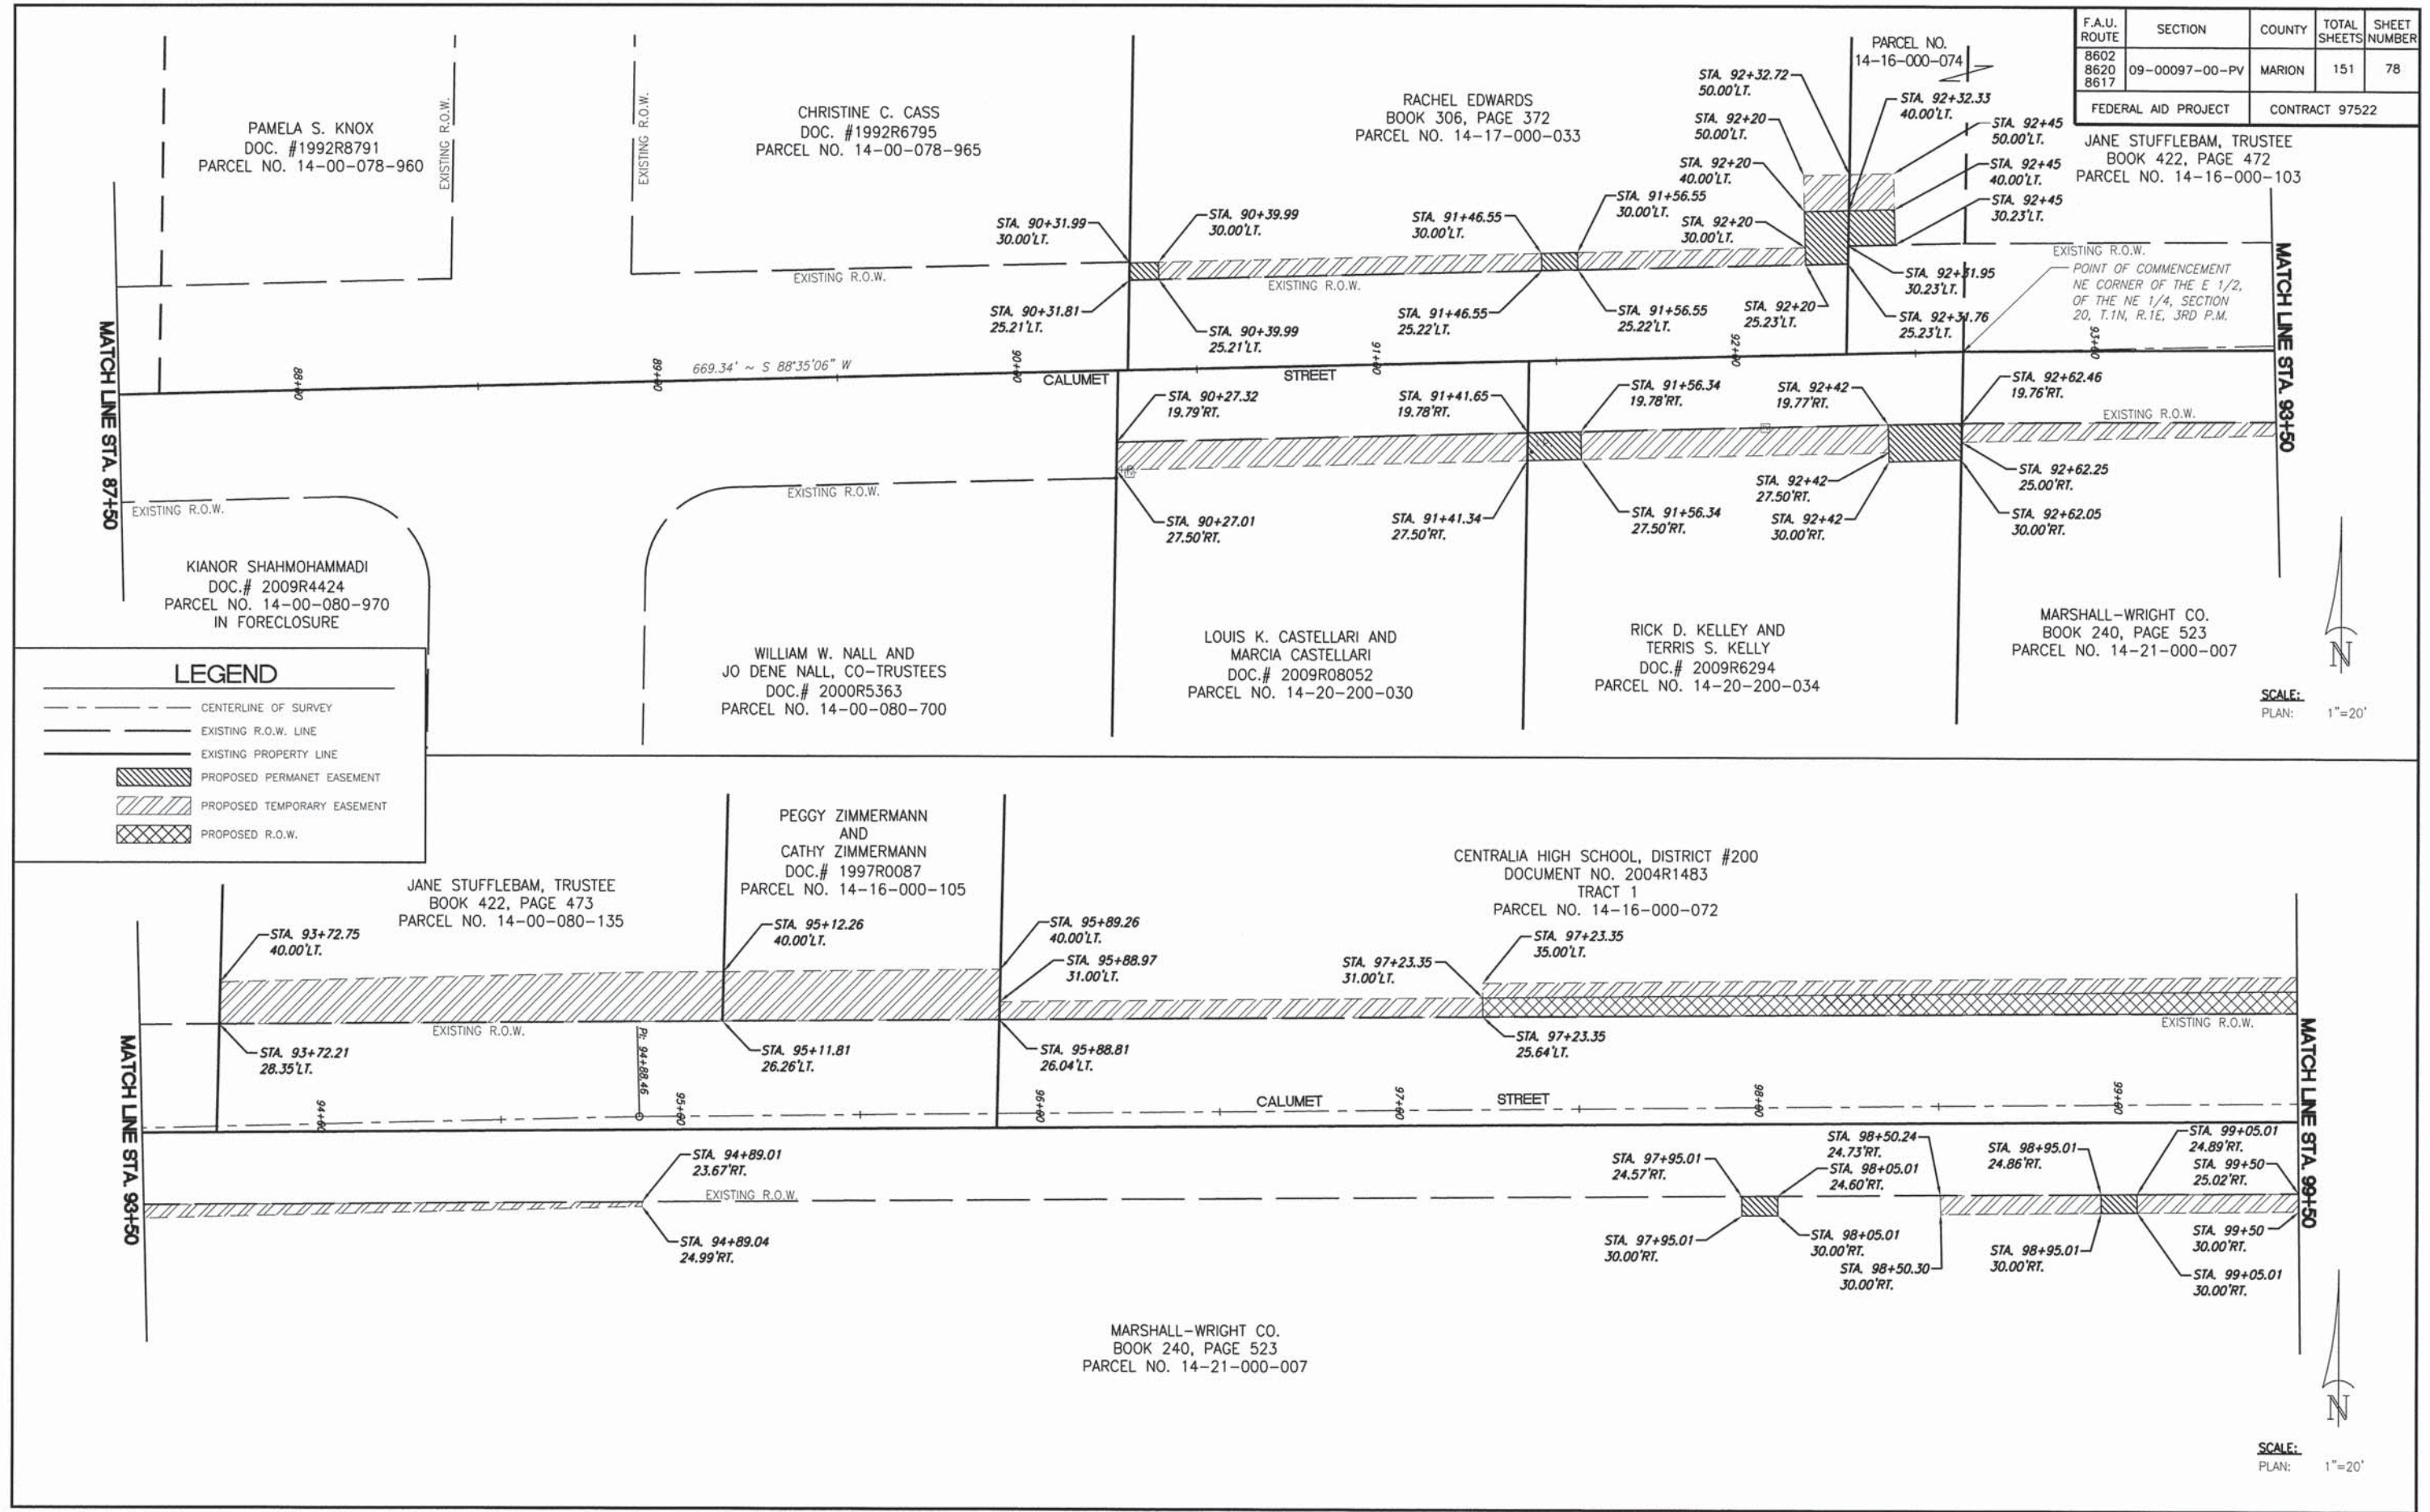 F.A.U. ROUTE
SECTION
COUNTY
TOTAL SHEETS
SHEET NUMBER
8602
8620
8617
09-00097-00-PV
MARION
151
78
FEDERAL AID PROJECT
CONTRACT 97522
PAMELA S. KNOX
DOC. #1992R8791
PARCEL NO. 14-00-078-960
EXISTING R.O.W.
EXISTING R.O.W.
CHRISTINE C. CASS
DOC. #1992R6795
PARCEL NO. 14-00-078-965
RACHEL EDWARDS
BOOK 306, PAGE 372
PARCEL NO. 14-17-000-033
PARCEL NO.
14-16-000-074
JANE STUFFLEBAM, TRUSTEE
BOOK 422, PAGE 472
PARCEL NO. 14-16-000-103
STA. 90+31.99
30.00'LT.
STA. 90+39.99
30.00'LT.
STA. 91+46.55
30.00'LT.
STA. 91+56.55
30.00'LT.
STA. 92+32.72
50.00'LT.
STA. 92+20
50.00'LT.
STA. 92+20
40.00'LT.
STA. 92+20
30.00'LT.
STA. 92+32.33
40.00'LT.
STA. 92+45
50.00'LT.
STA. 92+45
40.00'LT.
STA. 92+45
30.23'LT.
EXISTING R.O.W.
EXISTING R.O.W.
EXISTING R.O.W.
STA. 90+31.81
25.21'LT.
STA. 90+39.99
25.21'LT.
STA. 91+46.55
25.22'LT.
STA. 91+56.55
25.22'LT.
STA. 92+20
25.23'LT.
STA. 92+31.95
30.23'LT.
STA. 92+31.76
25.23'LT.
POINT OF COMMENCEMENT
NE CORNER OF THE E 1/2,
OF THE NE 1/4, SECTION
20, T.1N, R.1E, 3RD P.M.
MATCH LINE STA. 87+50
MATCH LINE STA. 93+50
88+00
89+00
90+00
91+00
92+00
93+00
669.34' ~ S 88°35'06" W
CALUMET
STREET
STA. 90+27.32
19.79'RT.
STA. 91+41.65
19.78'RT.
STA. 91+56.34
19.78'RT.
STA. 92+42
19.77'RT.
STA. 92+62.46
19.76'RT.
EXISTING R.O.W.
EXISTING R.O.W.
EXISTING R.O.W.
STA. 90+27.01
27.50'RT.
STA. 91+41.34
27.50'RT.
STA. 91+56.34
27.50'RT.
STA. 92+42
27.50'RT.
STA. 92+42
30.00'RT.
STA. 92+62.25
25.00'RT.
STA. 92+62.05
30.00'RT.
KIANOR SHAHMOHAMMADI
DOC.# 2009R4424
PARCEL NO. 14-00-080-970
IN FORECLOSURE
WILLIAM W. NALL AND
JO DENE NALL, CO-TRUSTEES
DOC.# 2000R5363
PARCEL NO. 14-00-080-700
LOUIS K. CASTELLARI AND
MARCIA CASTELLARI
DOC.# 2009R08052
PARCEL NO. 14-20-200-030
RICK D. KELLEY AND
TERRIS S. KELLY
DOC.# 2009R6294
PARCEL NO. 14-20-200-034
MARSHALL-WRIGHT CO.
BOOK 240, PAGE 523
PARCEL NO. 14-21-000-007
N
SCALE:
PLAN: 1"=20'
LEGEND
CENTERLINE OF SURVEY
EXISTING R.O.W. LINE
EXISTING PROPERTY LINE
PROPOSED PERMANET EASEMENT
PROPOSED TEMPORARY EASEMENT
PROPOSED R.O.W.
JANE STUFFLEBAM, TRUSTEE
BOOK 422, PAGE 473
PARCEL NO. 14-00-080-135
PEGGY ZIMMERMANN
AND
CATHY ZIMMERMANN
DOC.# 1997R0087
PARCEL NO. 14-16-000-105
CENTRALIA HIGH SCHOOL, DISTRICT #200
DOCUMENT NO. 2004R1483
TRACT 1
PARCEL NO. 14-16-000-072
STA. 93+72.75
40.00'LT.
STA. 95+12.26
40.00'LT.
STA. 95+89.26
40.00'LT.
STA. 95+88.97
31.00'LT.
STA. 97+23.35
31.00'LT.
STA. 97+23.35
35.00'LT.
STA. 93+72.21
28.35'LT.
EXISTING R.O.W.
PI: 94+88.46
STA. 95+11.81
26.26'LT.
STA. 95+88.81
26.04'LT.
STA. 97+23.35
25.64'LT.
EXISTING R.O.W.
MATCH LINE STA. 93+50
MATCH LINE STA. 99+50
94+00
95+00
96+00
97+00
98+00
99+00
CALUMET
STREET
STA. 94+89.01
23.67'RT.
EXISTING R.O.W.
STA. 94+89.04
24.99'RT.
STA. 97+95.01
24.57'RT.
STA. 98+05.01
24.60'RT.
STA. 98+50.24
24.73'RT.
STA. 98+95.01
24.86'RT.
STA. 99+05.01
24.89'RT.
STA. 99+50
25.02'RT.
STA. 97+95.01
30.00'RT.
STA. 98+05.01
30.00'RT.
STA. 98+50.30
30.00'RT.
STA. 98+95.01
30.00'RT.
STA. 99+50
30.00'RT.
STA. 99+05.01
30.00'RT.
MARSHALL-WRIGHT CO.
BOOK 240, PAGE 523
PARCEL NO. 14-21-000-007
N
SCALE:
PLAN: 1"=20'